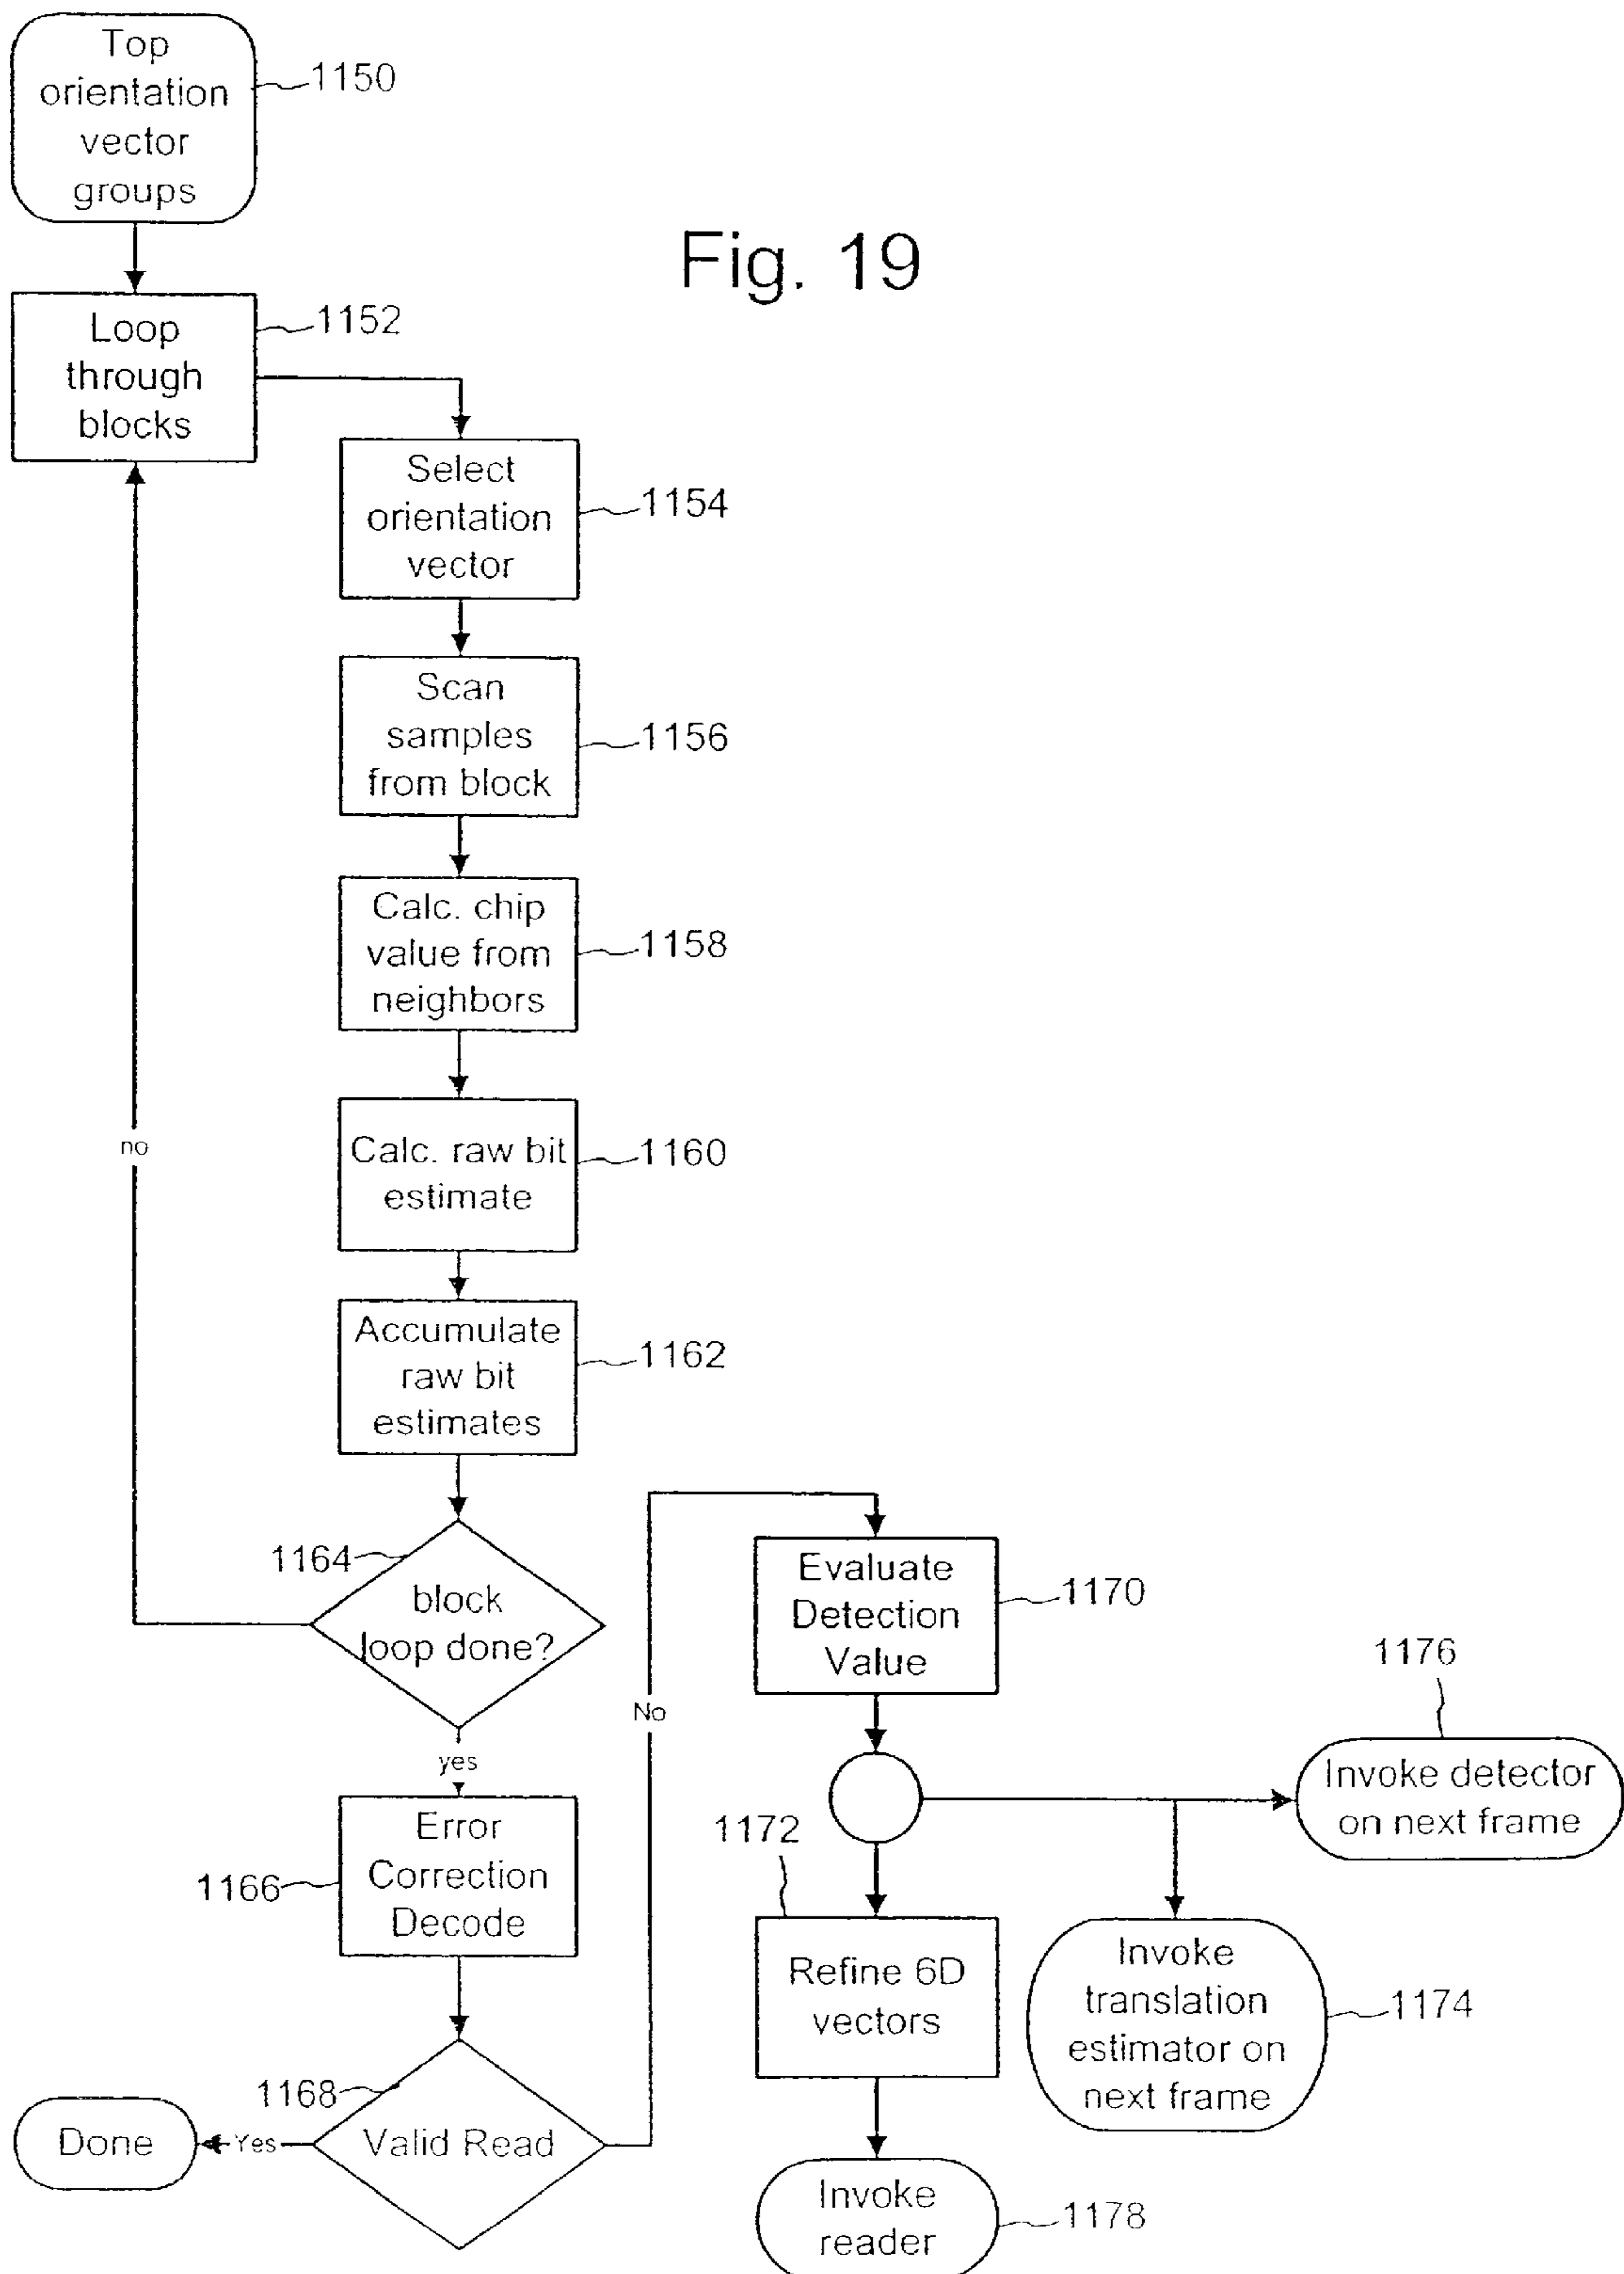 Top
orientation
vector
groups
1150
Fig. 19
Loop
through
blocks
1152
Select
orientation
vector
1154
Scan
samples
from block
1156
Calc. chip
value from
neighbors
1158
no
Calc. raw bit
estimate
1160
Accumulate
raw bit
estimates
1162
1164
block
loop done?
yes
Error
Correction
Decode
1166
1168
Valid Read
Yes
Done
No
Evaluate
Detection
Value
1170
1176
Invoke detector
on next frame
1172
Refine 6D
vectors
Invoke
translation
estimator on
next frame
1174
Invoke
reader
1178